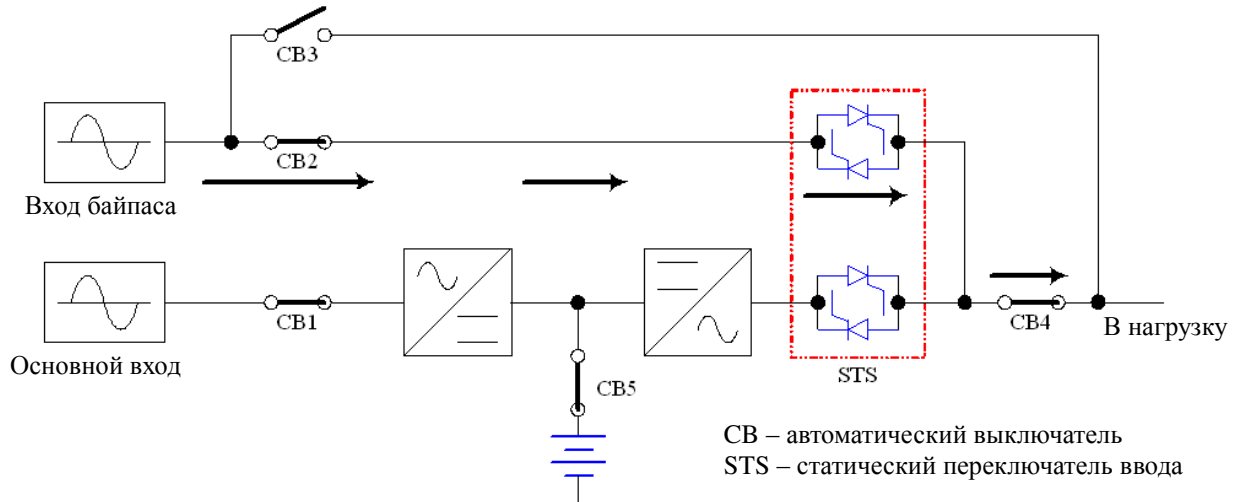 CB3
CB2
Вход байпаса
CB1
Основной вход
CB5
STS
CB4
В нагрузку
CB – автоматический выключатель
STS – статический переключатель ввода